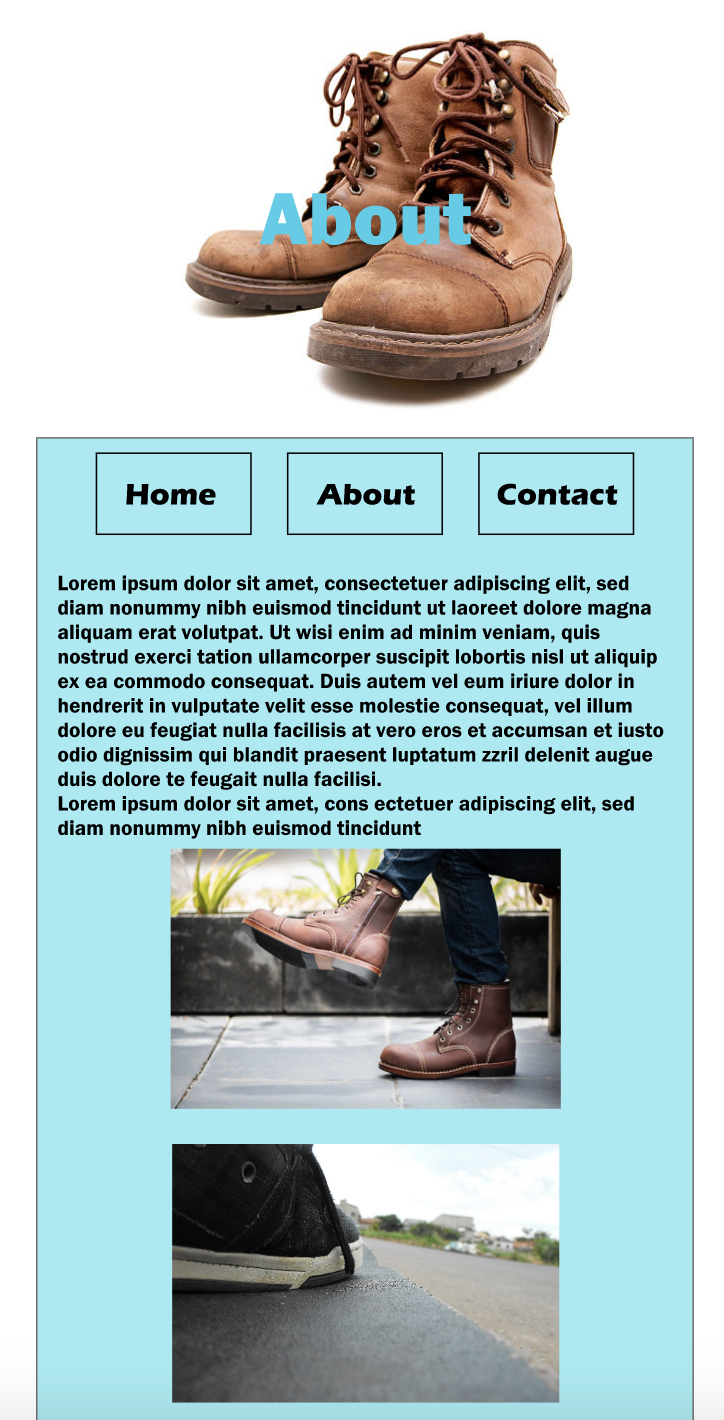 About
Home
About
Contact
Lorem ipsum dolor sit amet, consectetuer adipiscing elit, sed
diam nonummy nibh euismod tincidunt ut laoreet dolore magna
aliquam erat volutpat. Ut wisi enim ad minim veniam, quis
nostrud exerci tation ullamcorper suscipit lobortis nisl ut aliquip
ex ea commodo consequat. Duis autem vel eum iriure dolor in
hendrerit in vulputate velit esse molestie consequat, vel illum
dolore eu feugiat nulla facilisis at vero eros et accumsan et iusto
odio dignissim qui blandit praesent luptatum zzril delenit augue
duis dolore te feugait nulla facilisi.
Lorem ipsum dolor sit amet, cons ectetuer adipiscing elit, sed
diam nonummy nibh euismod tincidunt